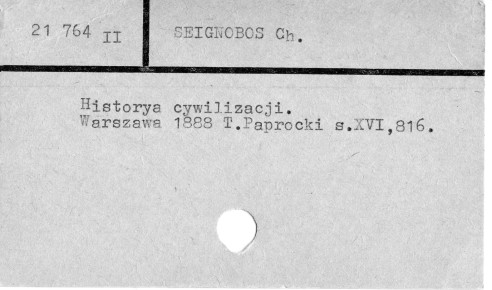 21 764 II
SEIGNOBOS Ch.
Historya cywilizacji.
Warszawa 1888 T.Paprocki s.XVI,816.